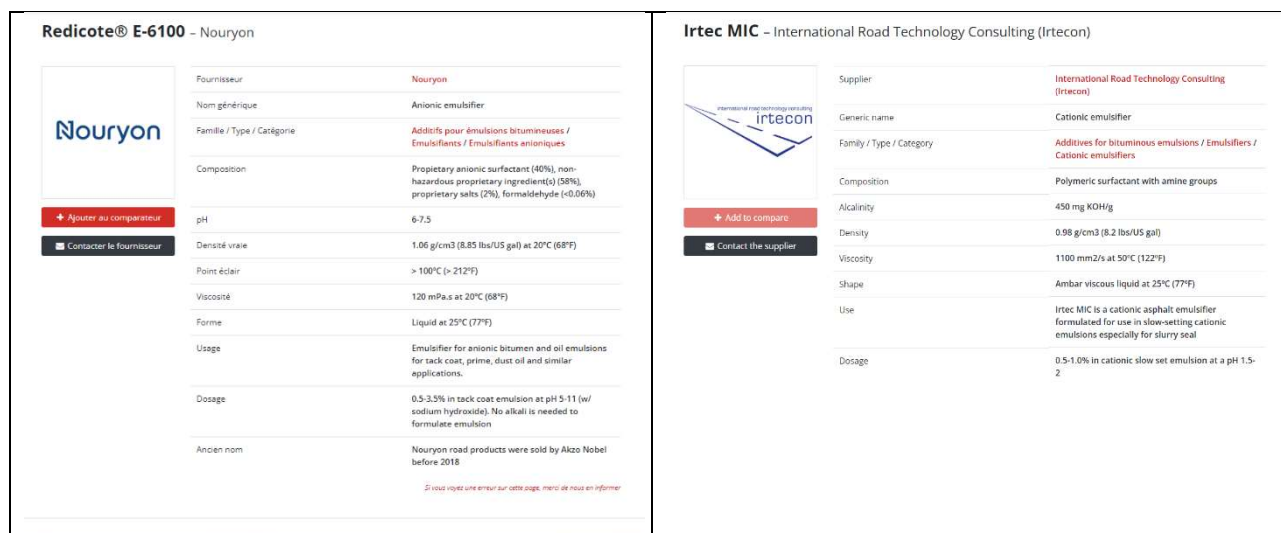 Redicote® E-6100 – Nouryon
Nouryon
Fournisseur Nouryon
Nom générique Anionic emulsifier
Famille / Type / Catégorie Additifs pour émulsions bitumineuses /
Emulsifiants / Emulsifiants anioniques
Composition Propietary anionic surfactant (40%), non-
hazardous proprietary ingredient(s) (58%),
proprietary salts (2%), formaldehyde (<0.06%)
+ Ajouter au comparateur
pH 6-7.5
Contacter le fournisseur
Densité vraie 1.06 g/cm3 (8.85 lbs/US gal) at 20°C (68°F)
Point éclair > 100°C (> 212°F)
Viscosité 120 mPa.s at 20°C (68°F)
Forme Liquid at 25°C (77°F)
Usage Emulsifier for anionic bitumen and oil emulsions
for tack coat, prime, dust oil and similar
applications.
Dosage 0.5-3.5% in tack coat emulsion at pH 5-11 (w/
sodium hydroxide). No alkali is needed to
formulate emulsion
Ancien nom Nouryon road products were sold by Akzo Nobel
before 2018
Si vous voyez une erreur sur cette page, merci de nous en informer
Irtec MIC – International Road Technology Consulting (Irtecon)
international road technology consulting
irtecon
Supplier International Road Technology Consulting
(Irtecon)
Generic name Cationic emulsifier
Family / Type / Category Additives for bituminous emulsions / Emulsifiers /
Cationic emulsifiers
Composition Polymeric surfactant with amine groups
+ Add to compare
Alcalinity 450 mg KOH/g
Contact the supplier
Density 0.98 g/cm3 (8.2 lbs/US gal)
Viscosity 1100 mm2/s at 50°C (122°F)
Shape Ambar viscous liquid at 25°C (77°F)
Use Irtec MIC is a cationic asphalt emulsifier
formulated for use in slow-setting cationic
emulsions especially for slurry seal
Dosage 0.5-1.0% in cationic slow set emulsion at a pH 1.5-
2